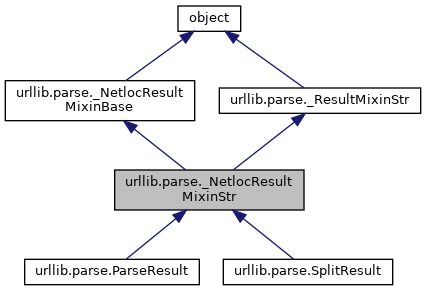 object
urllib.parse._NetlocResult
MixinBase
urllib.parse._ResultMixinStr
urllib.parse._NetlocResult
MixinStr
urllib.parse.ParseResult
urllib.parse.SplitResult